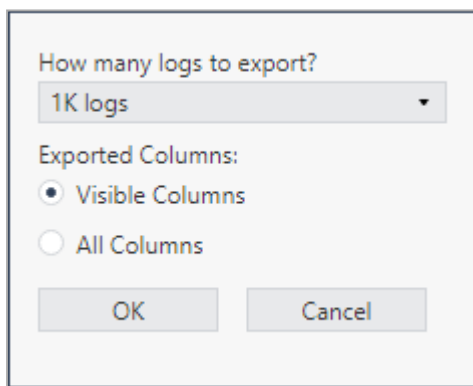 How many logs to export?
1K logs
Exported Columns:
Visible Columns
All Columns
OK Cancel